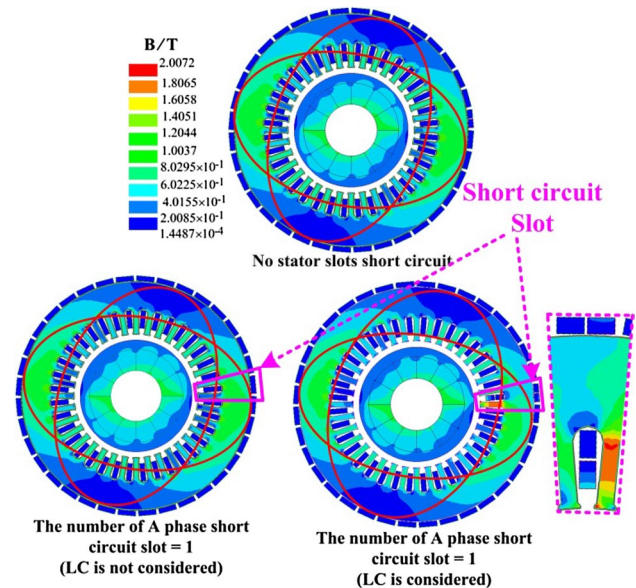 B/T
2.0072
1.8065
1.6058
1.4051
1.2044
1.0037
8.0295×10⁻¹
6.0225×10⁻¹
4.0155×10⁻¹
2.0085×10⁻¹
1.4487×10⁻⁴
No stator slots short circuit
Short circuit
Slot
The number of A phase short
circuit slot = 1
(LC is not considered)
The number of A phase short
circuit slot = 1
(LC is considered)